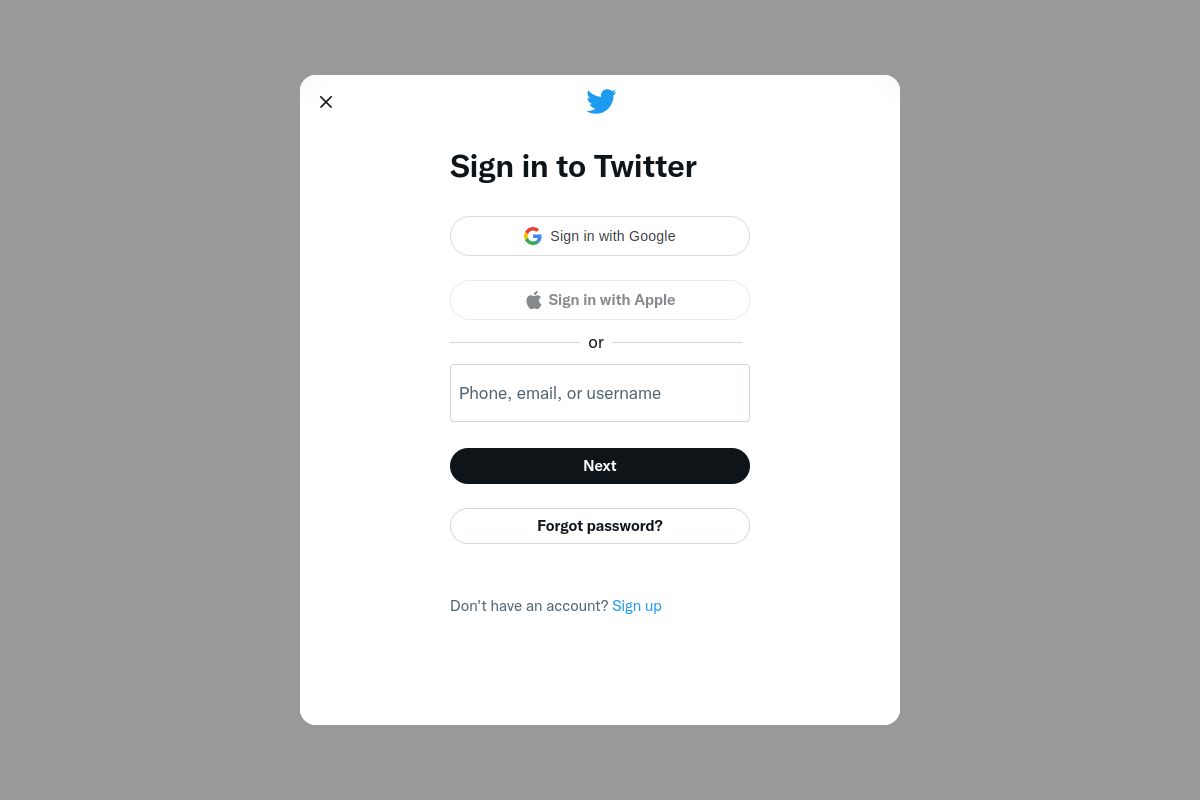 Sign in to Twitter
Sign in with Google
Sign in with Apple
or
Phone, email, or username
Next
Forgot password?
Don't have an account? Sign up